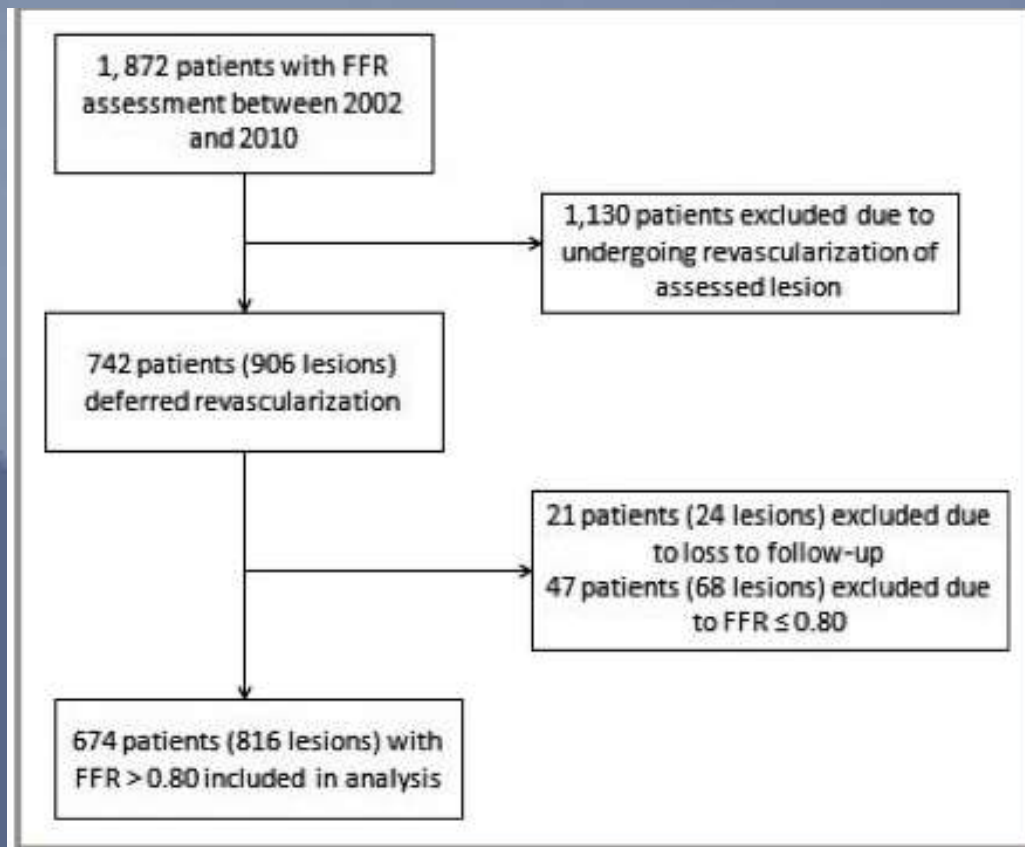 1, 872 patients with FFR
assessment between 2002
and 2010
1,130 patients excluded due to
undergoing revascularization of
assessed lesion
742 patients (906 lesions)
deferred revascularization
21 patients (24 lesions) excluded due
to loss to follow-up
47 patients (68 lesions) excluded due
to FFR ≤ 0.80
674 patients (816 lesions) with
FFR > 0.80 included in analysis